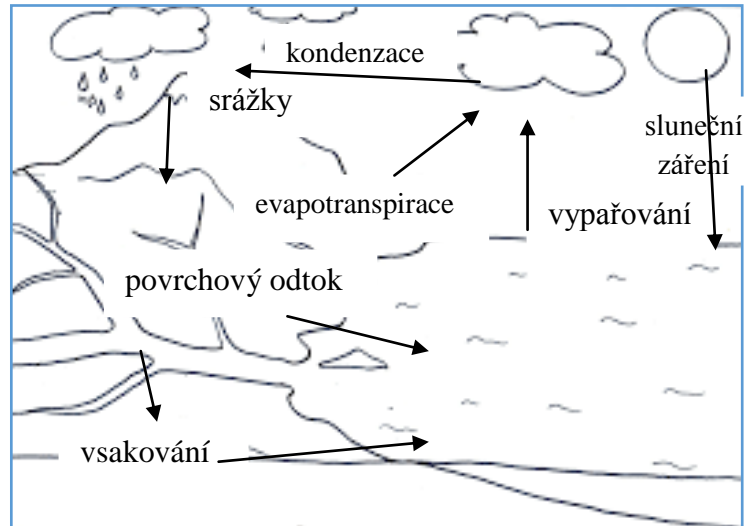 kondenzace
srážky
sluneční
záření
evapotranspirace
vypařování
povrchový odtok
vsakování